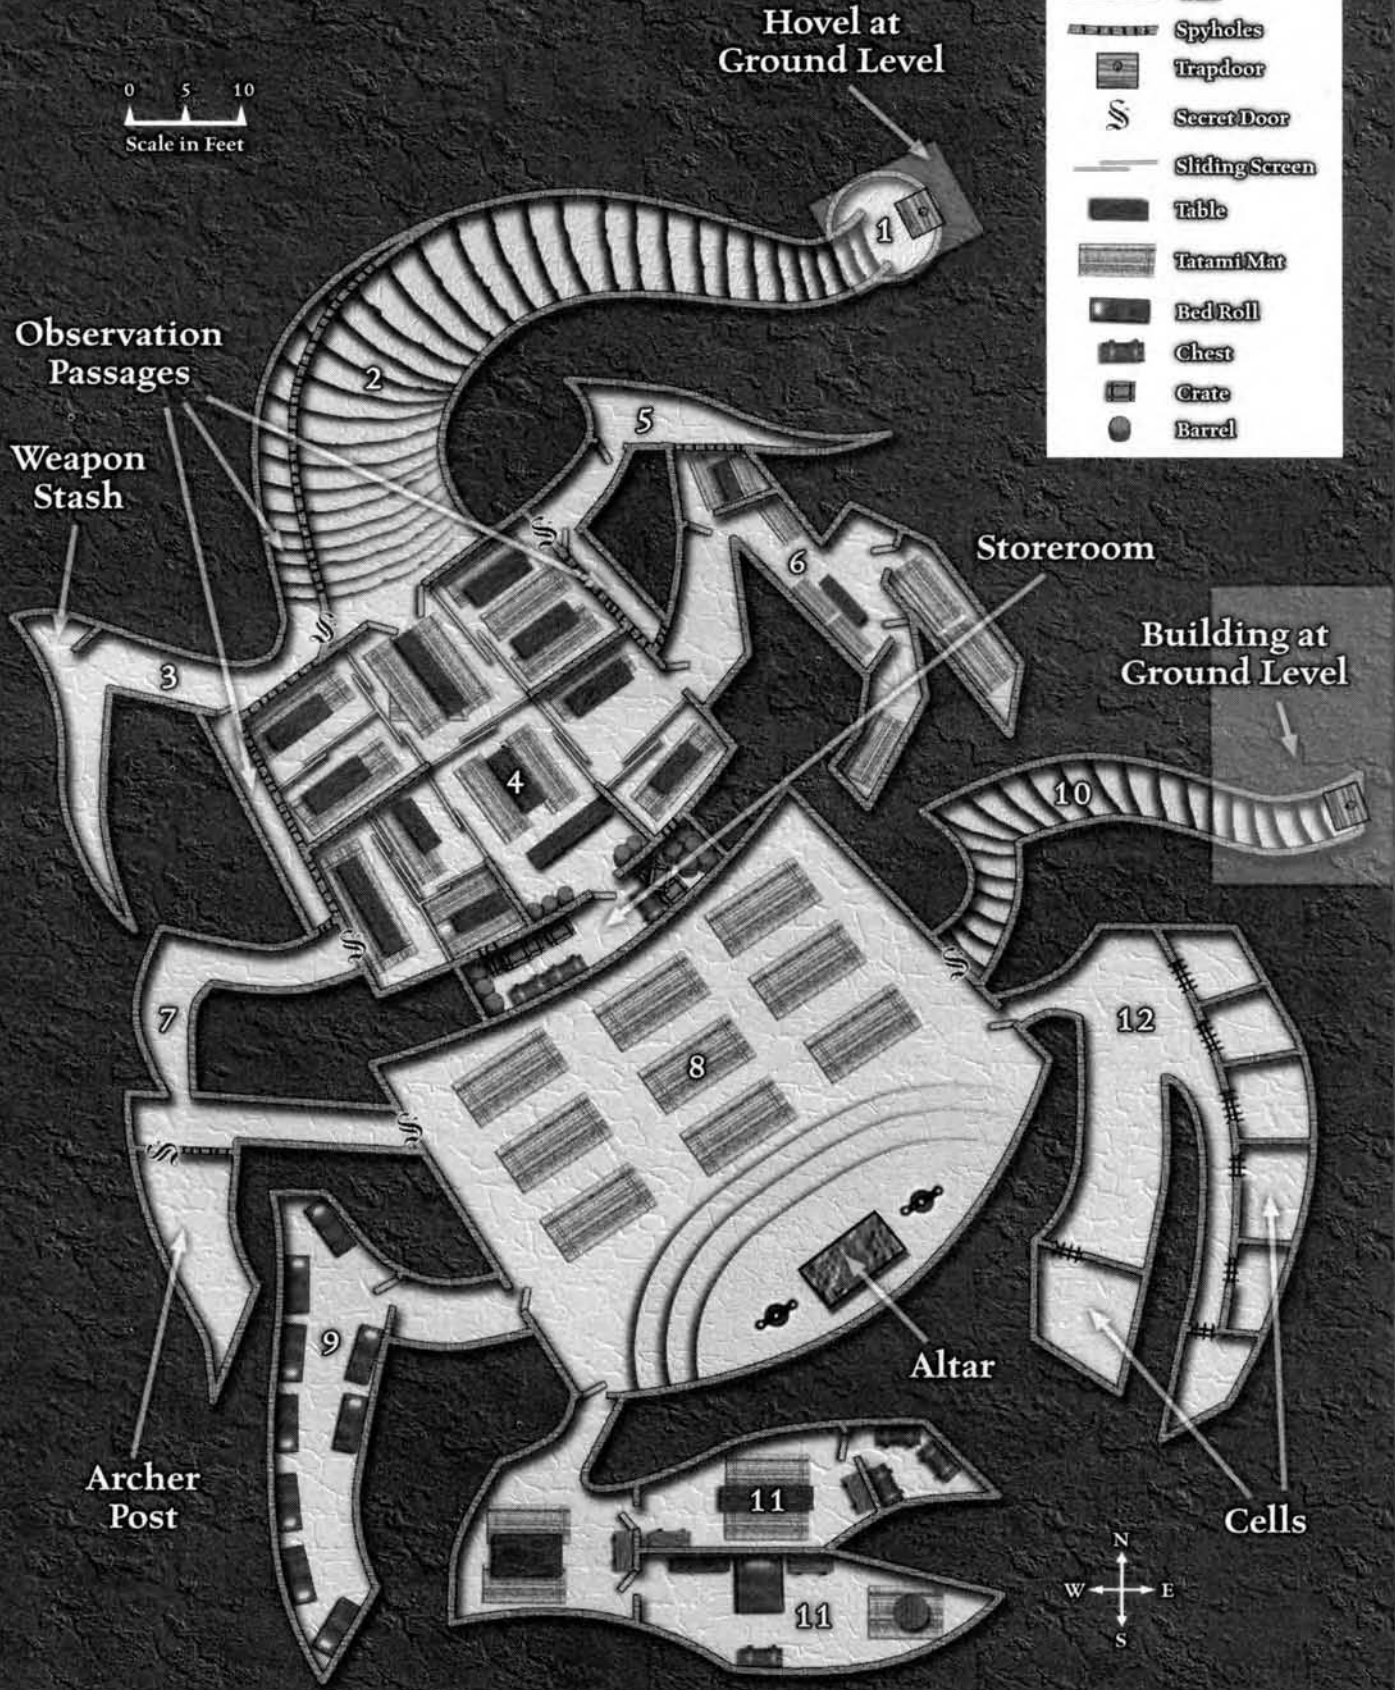 Hovel at
Ground Level
0 5 10
Scale in Feet
Spyholes
Trapdoor
Secret Door
Sliding Screen
Table
Tatami Mat
Bed Roll
Chest
Crate
Barrel
1
Observation
Passages
2
5
Weapon
Stash
S
S
6
Storeroom
Building at
Ground Level
3
4
10
S
S
7
12
8
S
S
9
Altar
Archer
Post
11
Cells
N
W E
S
11